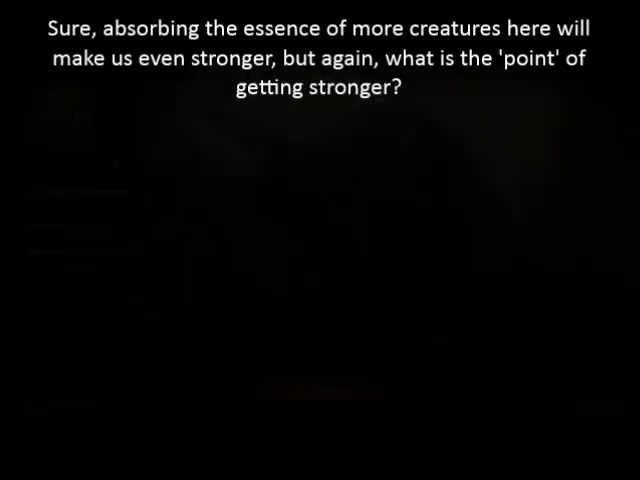 Sure, absorbing the essence of more creatures here will
make us even stronger, but again, what is the 'point' of
getting stronger?